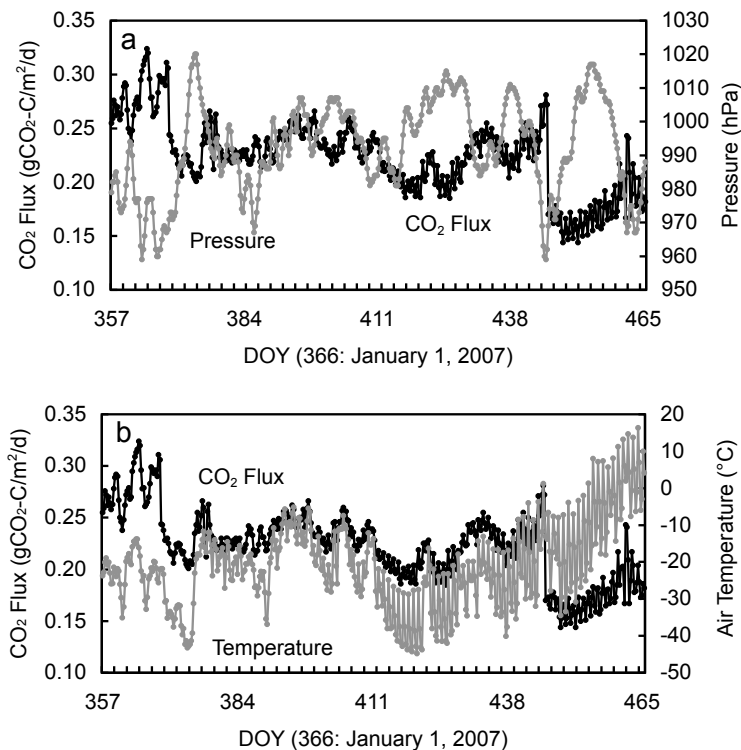 a
0.35
0.30
0.25
0.20
0.15
0.10
CO₂ Flux (gCO₂-C/m²/d)
1030
1020
1010
1000
990
980
970
960
950
Pressure (hPa)
Pressure
CO₂ Flux
357 384 411 438 465
DOY (366: January 1, 2007)
b
0.35
0.30
0.25
0.20
0.15
0.10
CO₂ Flux (gCO₂-C/m²/d)
20
10
0
-10
-20
-30
-40
-50
Air Temperature (°C)
CO₂ Flux
Temperature
357 384 411 438 465
DOY (366: January 1, 2007)